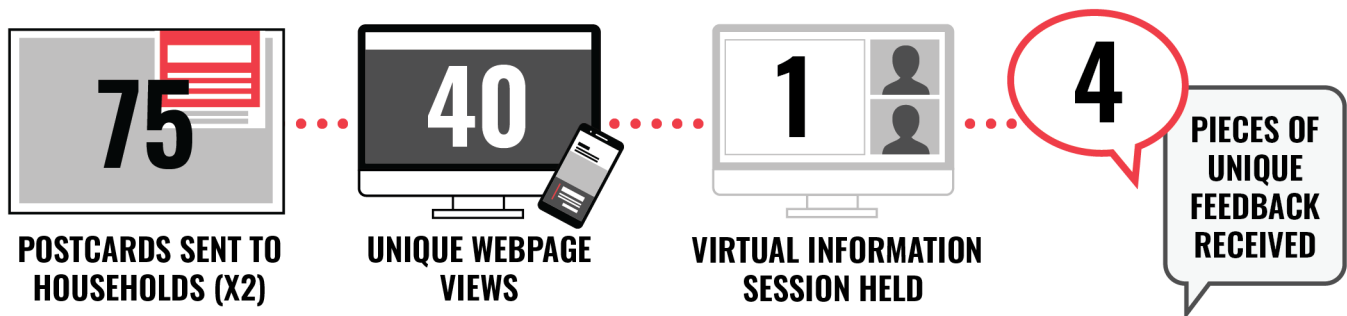 75
POSTCARDS SENT TO
HOUSEHOLDS (X2)
40
UNIQUE WEBPAGE
VIEWS
1
VIRTUAL INFORMATION
SESSION HELD
4
PIECES OF
UNIQUE
FEEDBACK
RECEIVED